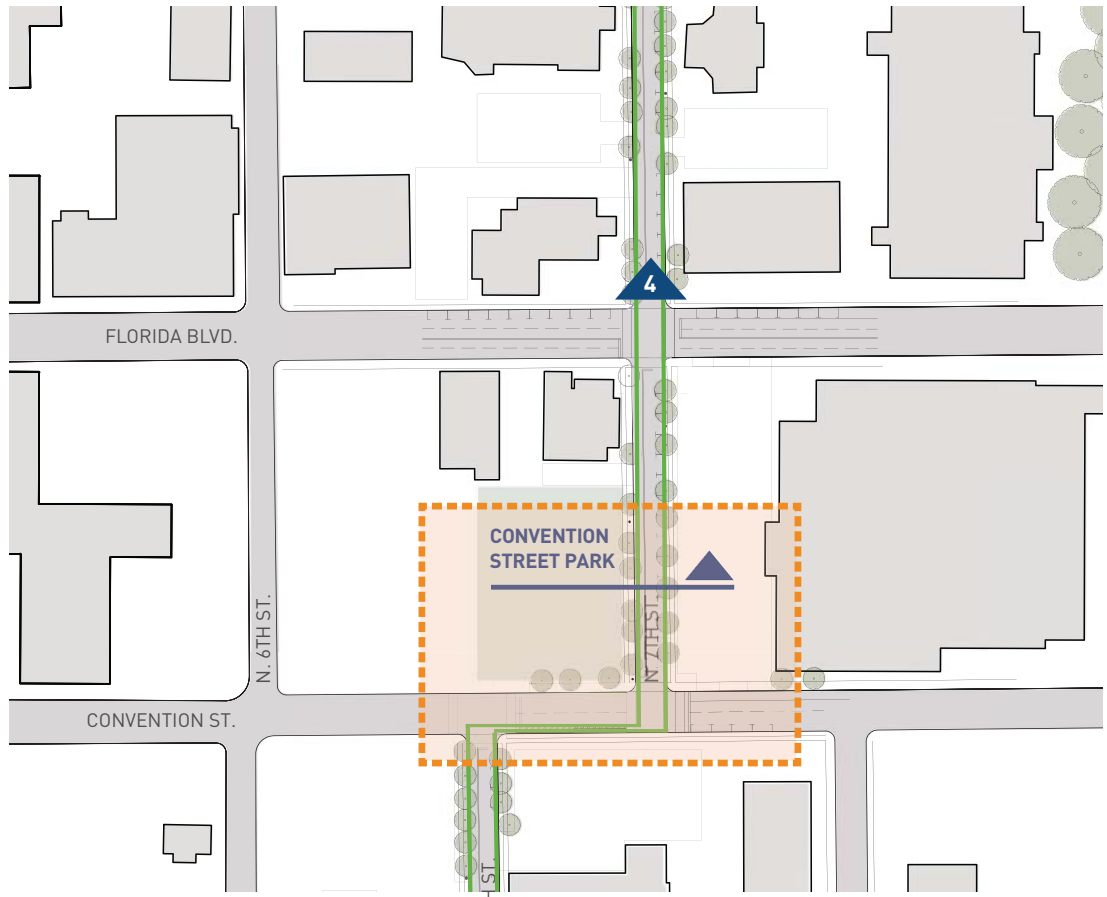 4
FLORIDA BLVD.
CONVENTION
STREET PARK
N. 6TH ST.
N. 7TH ST.
CONVENTION ST.
H ST.